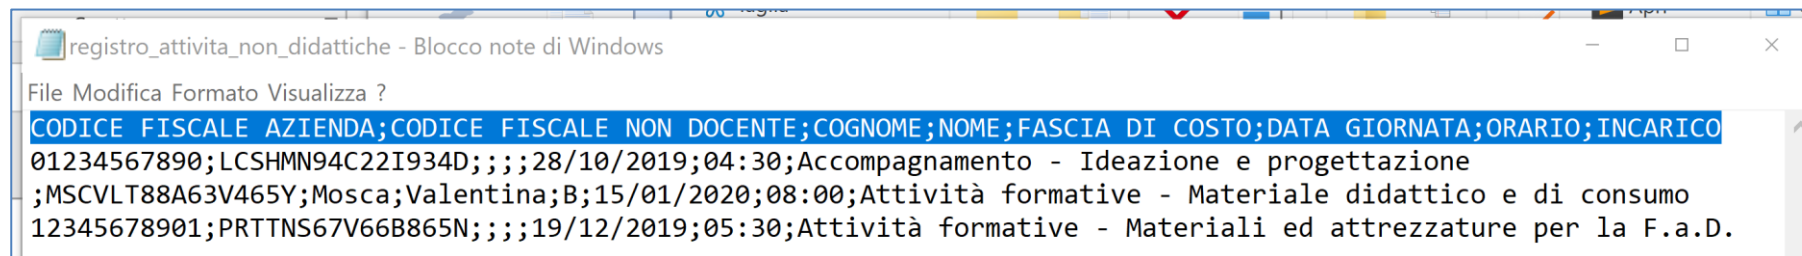 Taglia
Apri
registro_attivita_non_didattiche - Blocco note di Windows
File Modifica Formato Visualizza ?
CODICE FISCALE AZIENDA;CODICE FISCALE NON DOCENTE;COGNOME;NOME;FASCIA DI COSTO;DATA GIORNATA;ORARIO;INCARICO
01234567890;LCSHMN94C22I934D;;;;28/10/2019;04:30;Accompagnamento - Ideazione e progettazione
;MSCVLT88A63V465Y;Mosca;Valentina;B;15/01/2020;08:00;Attività formative - Materiale didattico e di consumo
12345678901;PRTTNS67V66B865N;;;;19/12/2019;05:30;Attività formative - Materiali ed attrezzature per la F.a.D.